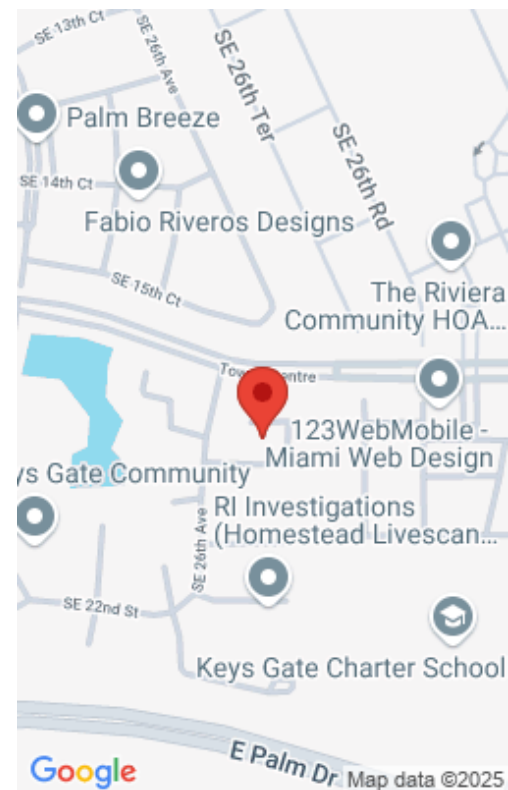 SE 13th Ct
SE 26th Ave
SE 26th Ter
SE 26th Rd
Palm Breeze
SE 14th Ct
Fabio Riveros Designs
SE 15th Ct
The Riviera
Community HOA...
Centre
123WebMobile -
Miami Web Design
ys Gate Community
RI Investigations
(Homestead Livescan...
SE 26th Ave
SE 22nd St
Keys Gate Charter School
E Palm Dr
Google
Map data ©2025